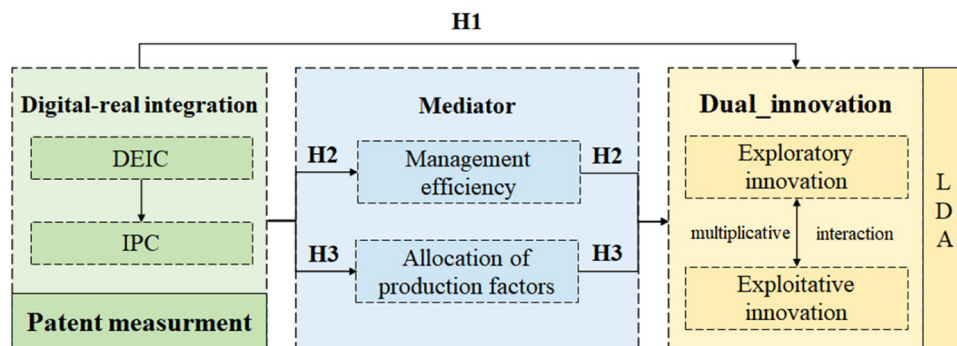 H1
Digital-real integration
DEIC
IPC
Patent measurment
Mediator
H2
Management
efficiency
H2
H3
Allocation of
production factors
H3
Dual_innovation
Exploratory
innovation
multiplicative interaction
Exploitative
innovation
L
D
A